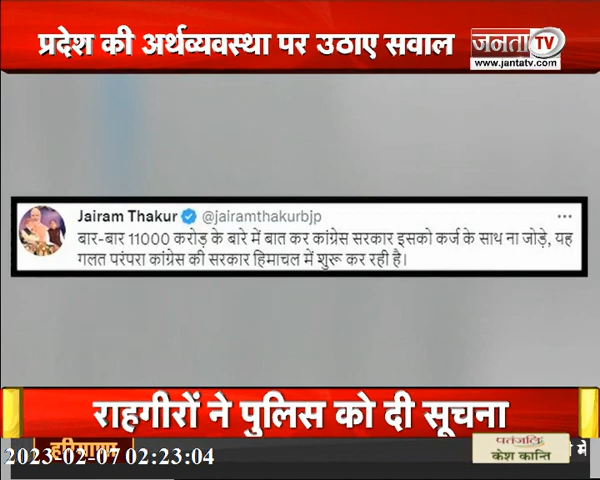 प्रदेश की अर्थव्यवस्था पर उठाए सवाल
जनता TV
www.jantatv.com
Jairam Thakur @jairamthakurbjp
बार-बार 11000 करोड़ के बारे में बात कर कांग्रेस सरकार इसको कर्ज के साथ ना जोड़े, यह
गलत परंपरा कांग्रेस की सरकार हिमाचल में शुरू कर रही है।
राहगीरों ने पुलिस को दी सूचना
हरियाणा
पतंजलि
केश कान्ति
में
2023-02-07 02:23:04